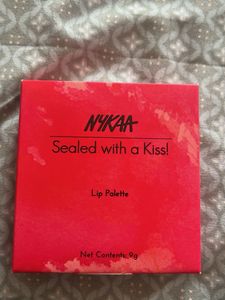 NYKAA
Sealed with a Kiss!
Lip Palette
Net Contents: 9g